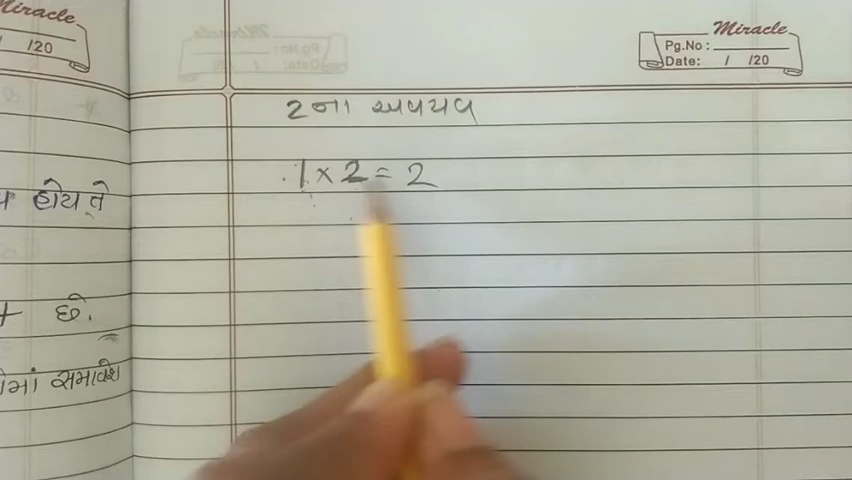 Miracle
/ /20
Miracle
Pg.No :
Date: / /20
2ના અવયવ
1 × 2 = 2
હોય તે
છે.
સમાવેશ